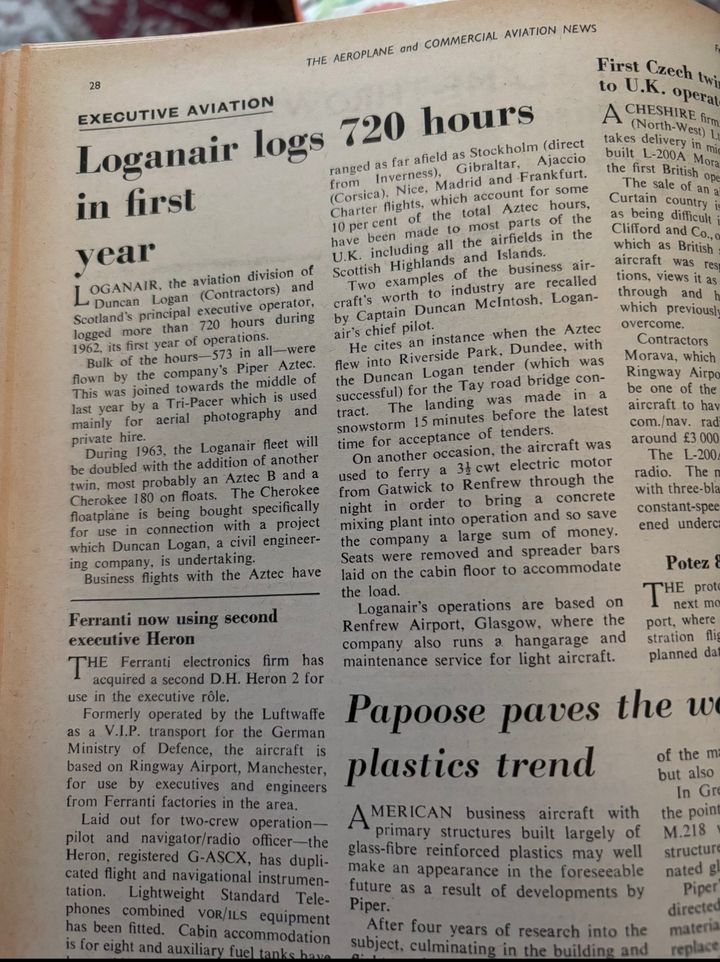 THE AEROPLANE and COMMERCIAL AVIATION NEWS
28
EXECUTIVE AVIATION
Loganair logs 720 hours
in first
year
LOGANAIR, the aviation division of
Duncan Logan (Contractors) and
Scotland's principal executive operator,
logged more than 720 hours during
1962, its first year of operations.
Bulk of the hours—573 in all—were
flown by the company's Piper Aztec.
This was joined towards the middle of
last year by a Tri-Pacer which is used
mainly for aerial photography and
private hire.
During 1963, the Loganair fleet will
be doubled with the addition of another
twin, most probably an Aztec B and a
Cherokee 180 on floats. The Cherokee
floatplane is being bought specifically
for use in connection with a project
which Duncan Logan, a civil engineer-
ing company, is undertaking.
Business flights with the Aztec have
ranged as far afield as Stockholm (direct
from Inverness), Gibraltar, Ajaccio
(Corsica), Nice, Madrid and Frankfurt.
Charter flights, which account for some
10 per cent of the total Aztec hours,
have been made to most parts of the
U.K. including all the airfields in the
Scottish Highlands and Islands.
Two examples of the business air-
craft's worth to industry are recalled
by Captain Duncan McIntosh, Logan-
air's chief pilot.
He cites an instance when the Aztec
flew into Riverside Park, Dundee, with
the Duncan Logan tender (which was
successful) for the Tay road bridge con-
tract. The landing was made in a
snowstorm 15 minutes before the latest
time for acceptance of tenders.
On another occasion, the aircraft was
used to ferry a 3½ cwt electric motor
from Gatwick to Renfrew through the
night in order to bring a concrete
mixing plant into operation and so save
the company a large sum of money.
Seats were removed and spreader bars
laid on the cabin floor to accommodate
the load.
Loganair's operations are based on
Renfrew Airport, Glasgow, where the
company also runs a hangarage and
maintenance service for light aircraft.
Ferranti now using second
executive Heron
THE Ferranti electronics firm has
acquired a second D.H. Heron 2 for
use in the executive rôle.
Formerly operated by the Luftwaffe
as a V.I.P. transport for the German
Ministry of Defence, the aircraft is
based on Ringway Airport, Manchester,
for use by executives and engineers
from Ferranti factories in the area.
Laid out for two-crew operation—
pilot and navigator/radio officer—the
Heron, registered G-ASCX, has dupli-
cated flight and navigational instrumen-
tation. Lightweight Standard Tele-
phones combined VOR/ILS equipment
has been fitted. Cabin accommodation
is for eight and auxiliary fuel tanks have
Papoose paves the
plastics trend
AMERICAN business aircraft with
primary structures built largely of
glass-fibre reinforced plastics may well
make an appearance in the foreseeable
future as a result of developments by
Piper.
After four years of research into the
subject, culminating in the building and
of the
but also
In
the point
M.218
structure
nated
Piper'
directed
materia
replace
First Czech
to U.K.
A CHESHIRE firm
(North-West)
takes delivery in
built L-200A
the first British
The sale of an
Curtain country
as being difficult
Clifford and Co.,
which as British
aircraft was
tions, views it as
through and
which previously
overcome.
Contractors
Morava, which
Ringway
be one of the
aircraft to
com./nav.
around £3 000
The
radio. The
with
ened
Potez
THE
next
port, where
stration
planned